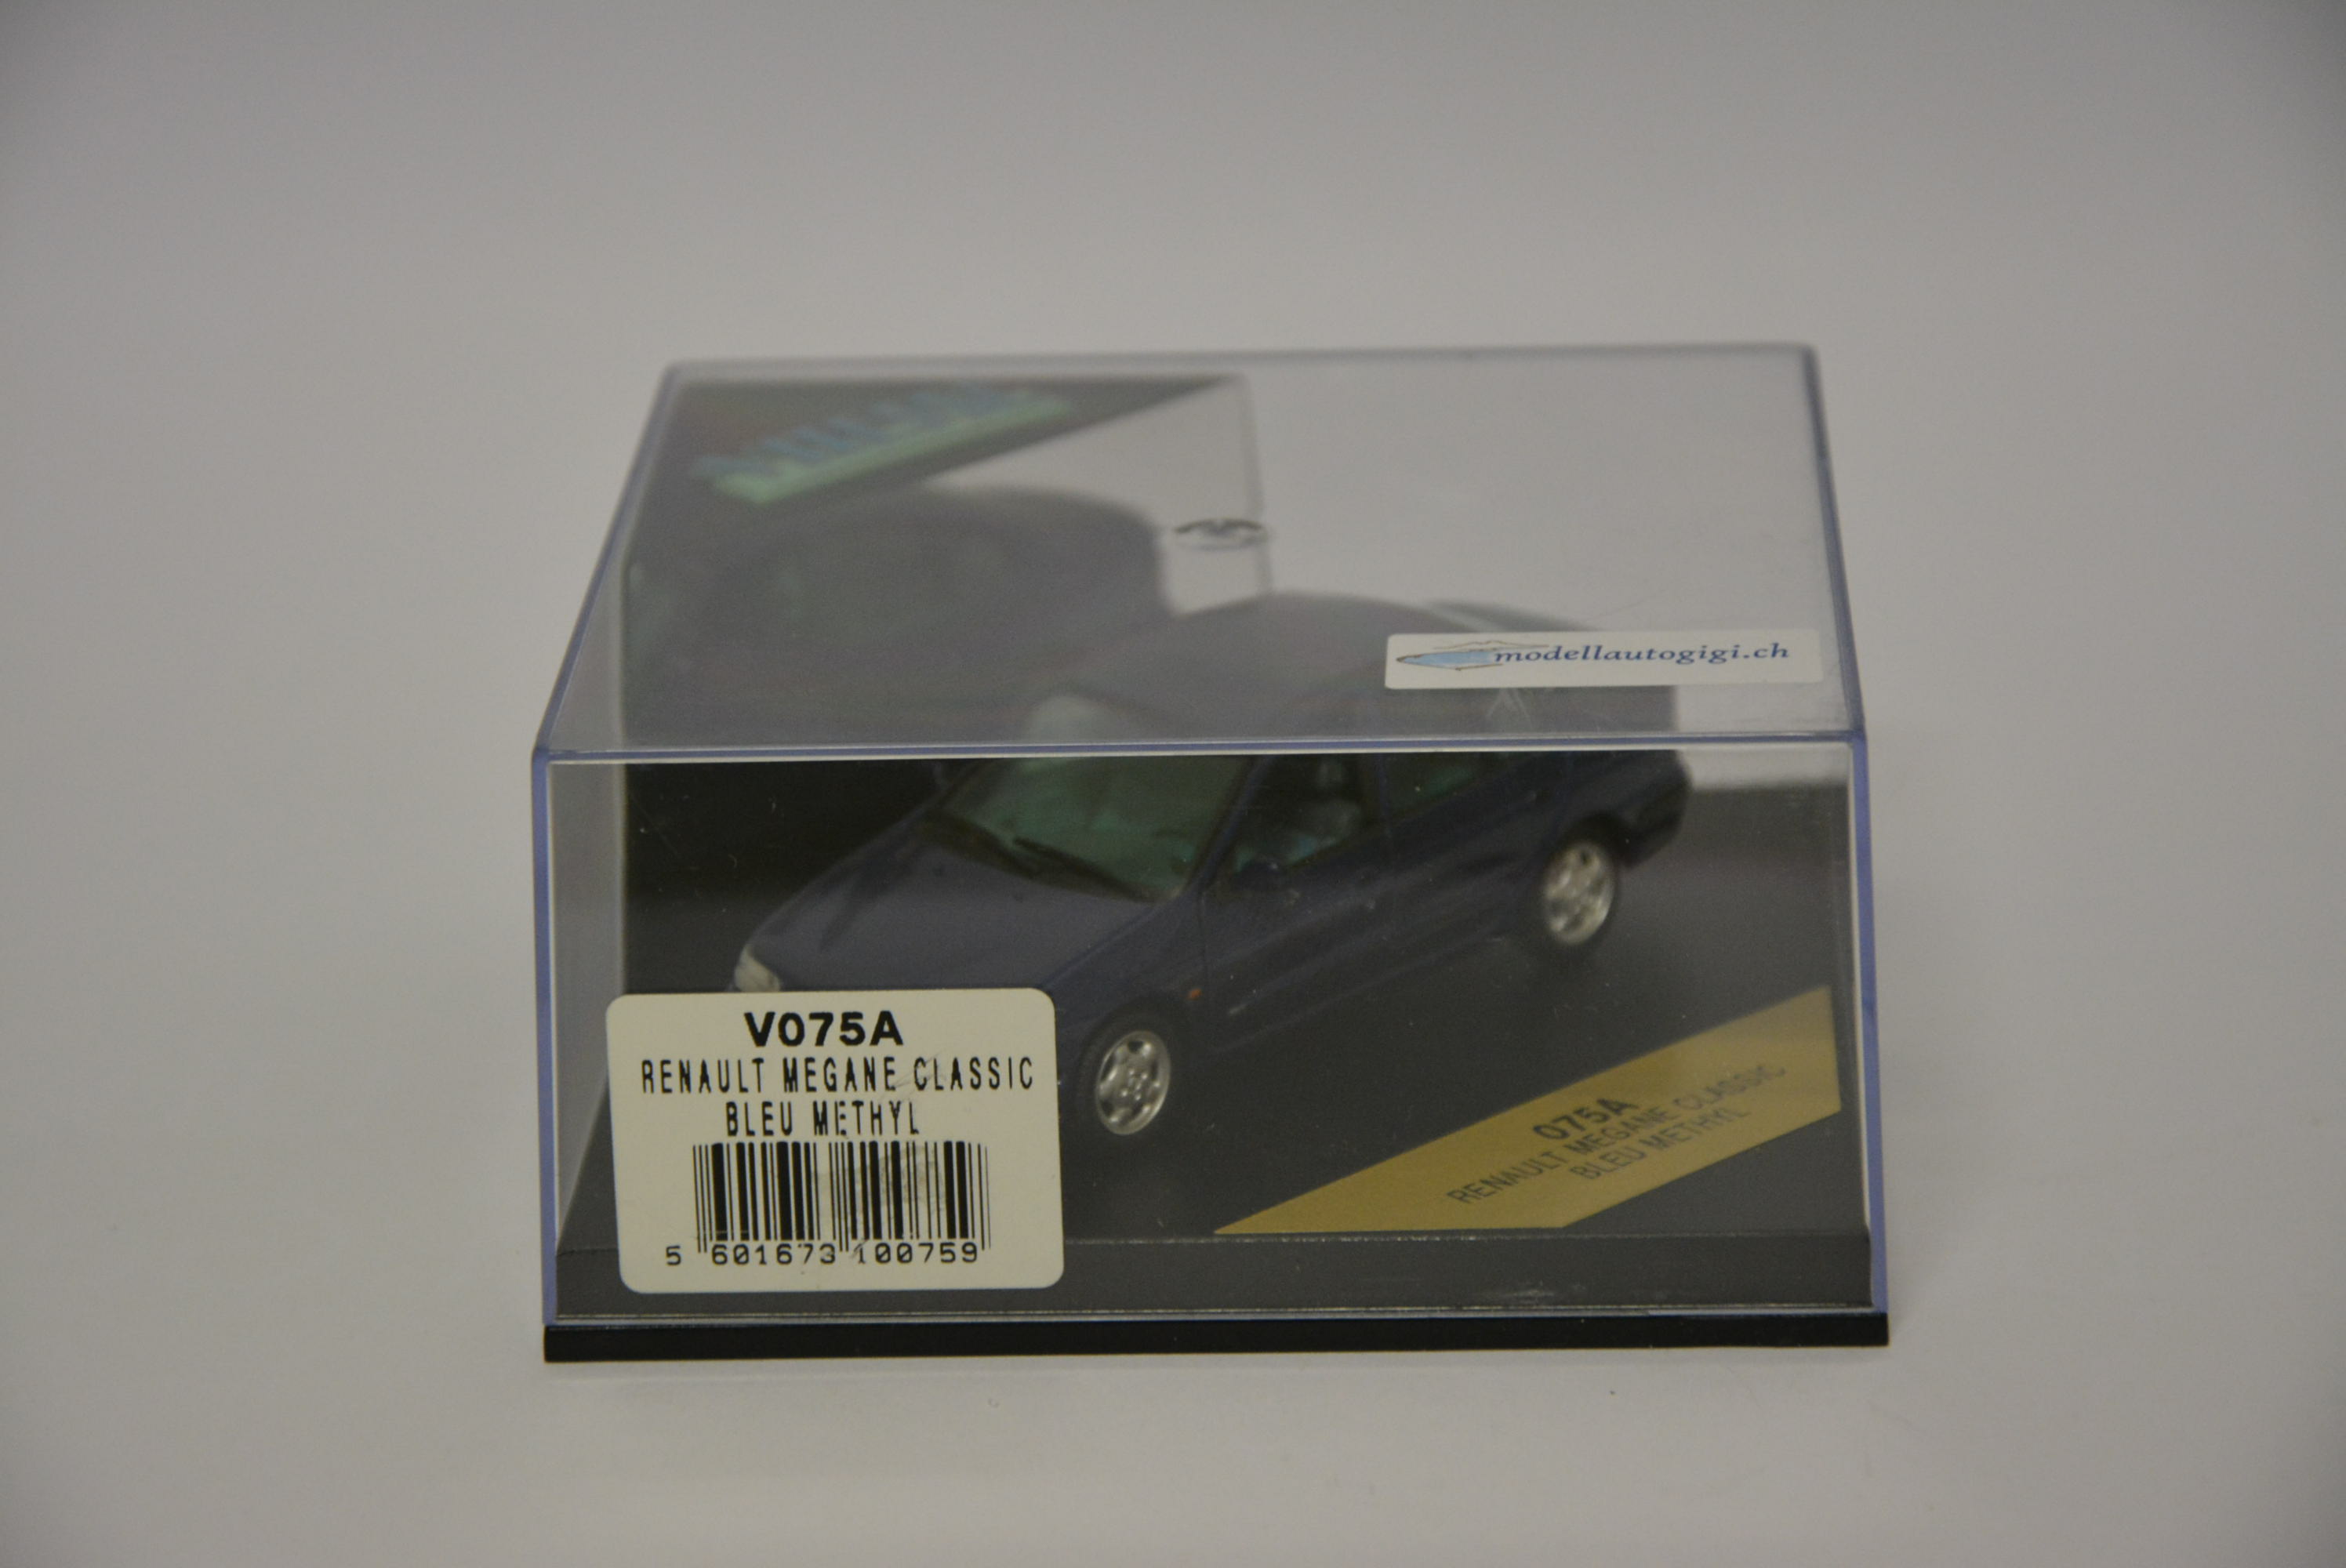 modellautogigi.ch
V075A
RENAULT MEGANE CLASSIC
BLEU METHYL
5 601673 100759
075A
RENAULT MEGANE CLASSIC
BLEU METHYL